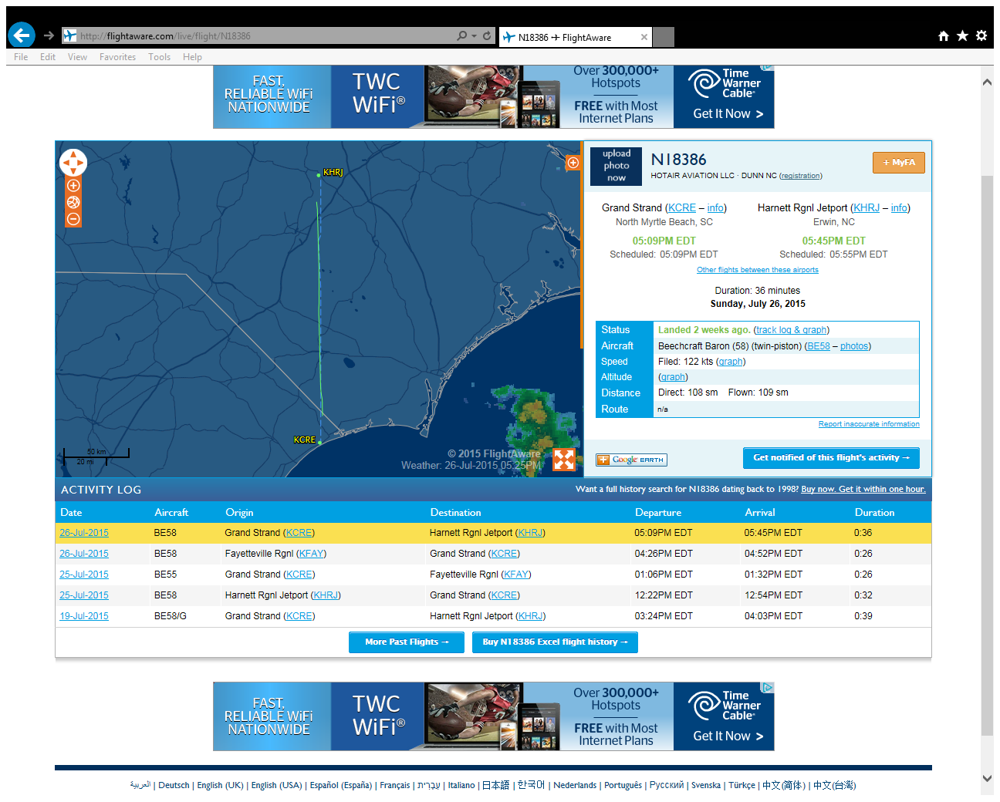 http://flightaware.com/live/flight/N18386
N18386 ✈ FlightAware
File Edit View Favorites Tools Help
FAST,
RELIABLE WiFi
NATIONWIDE
TWC
WiFi®
Over 300,000+
Hotspots
FREE with Most
Internet Plans
Time
Warner
Cable®
Get It Now >
KHRJ
KCRE
50 km
20 mi
© 2015 FlightAware
Weather: 26-Jul-2015 05:25PM
upload
photo
now
N18386
HOTAIR AVIATION LLC · DUNN NC (registration)
+ MyFA
Grand Strand (KCRE – info)
North Myrtle Beach, SC
05:09PM EDT
Scheduled: 05:09PM EDT
Harnett Rgnl Jetport (KHRJ – info)
Erwin, NC
05:45PM EDT
Scheduled: 05:55PM EDT
Other flights between these airports
Duration: 36 minutes
Sunday, July 26, 2015
Status Landed 2 weeks ago. (track log & graph)
Aircraft Beechcraft Baron (58) (twin-piston) (BE58 – photos)
Speed Filed: 122 kts (graph)
Altitude (graph)
Distance Direct: 108 sm Flown: 109 sm
Route n/a
Report inaccurate information
Google EARTH
Get notified of this flight's activity →
ACTIVITY LOG
Want a full history search for N18386 dating back to 1998? Buy now. Get it within one hour.
Date Aircraft Origin Destination Departure Arrival Duration
26-Jul-2015 BE58 Grand Strand (KCRE) Harnett Rgnl Jetport (KHRJ) 05:09PM EDT 05:45PM EDT 0:36
26-Jul-2015 BE58 Fayetteville Rgnl (KFAY) Grand Strand (KCRE) 04:26PM EDT 04:52PM EDT 0:26
25-Jul-2015 BE55 Grand Strand (KCRE) Fayetteville Rgnl (KFAY) 01:06PM EDT 01:32PM EDT 0:26
25-Jul-2015 BE58 Harnett Rgnl Jetport (KHRJ) Grand Strand (KCRE) 12:22PM EDT 12:54PM EDT 0:32
19-Jul-2015 BE58/G Grand Strand (KCRE) Harnett Rgnl Jetport (KHRJ) 03:24PM EDT 04:03PM EDT 0:39
More Past Flights →
Buy N18386 Excel flight history →
FAST,
RELIABLE WiFi
NATIONWIDE
TWC
WiFi®
Over 300,000+
Hotspots
FREE with Most
Internet Plans
Time
Warner
Cable®
Get It Now >
العربية | Deutsch | English (UK) | English (USA) | Español (España) | Français | עִבְרִית | Italiano | 日本語 | 한국어 | Nederlands | Português | Русский | Svenska | Türkçe | 中文(简体) | 中文(台灣)